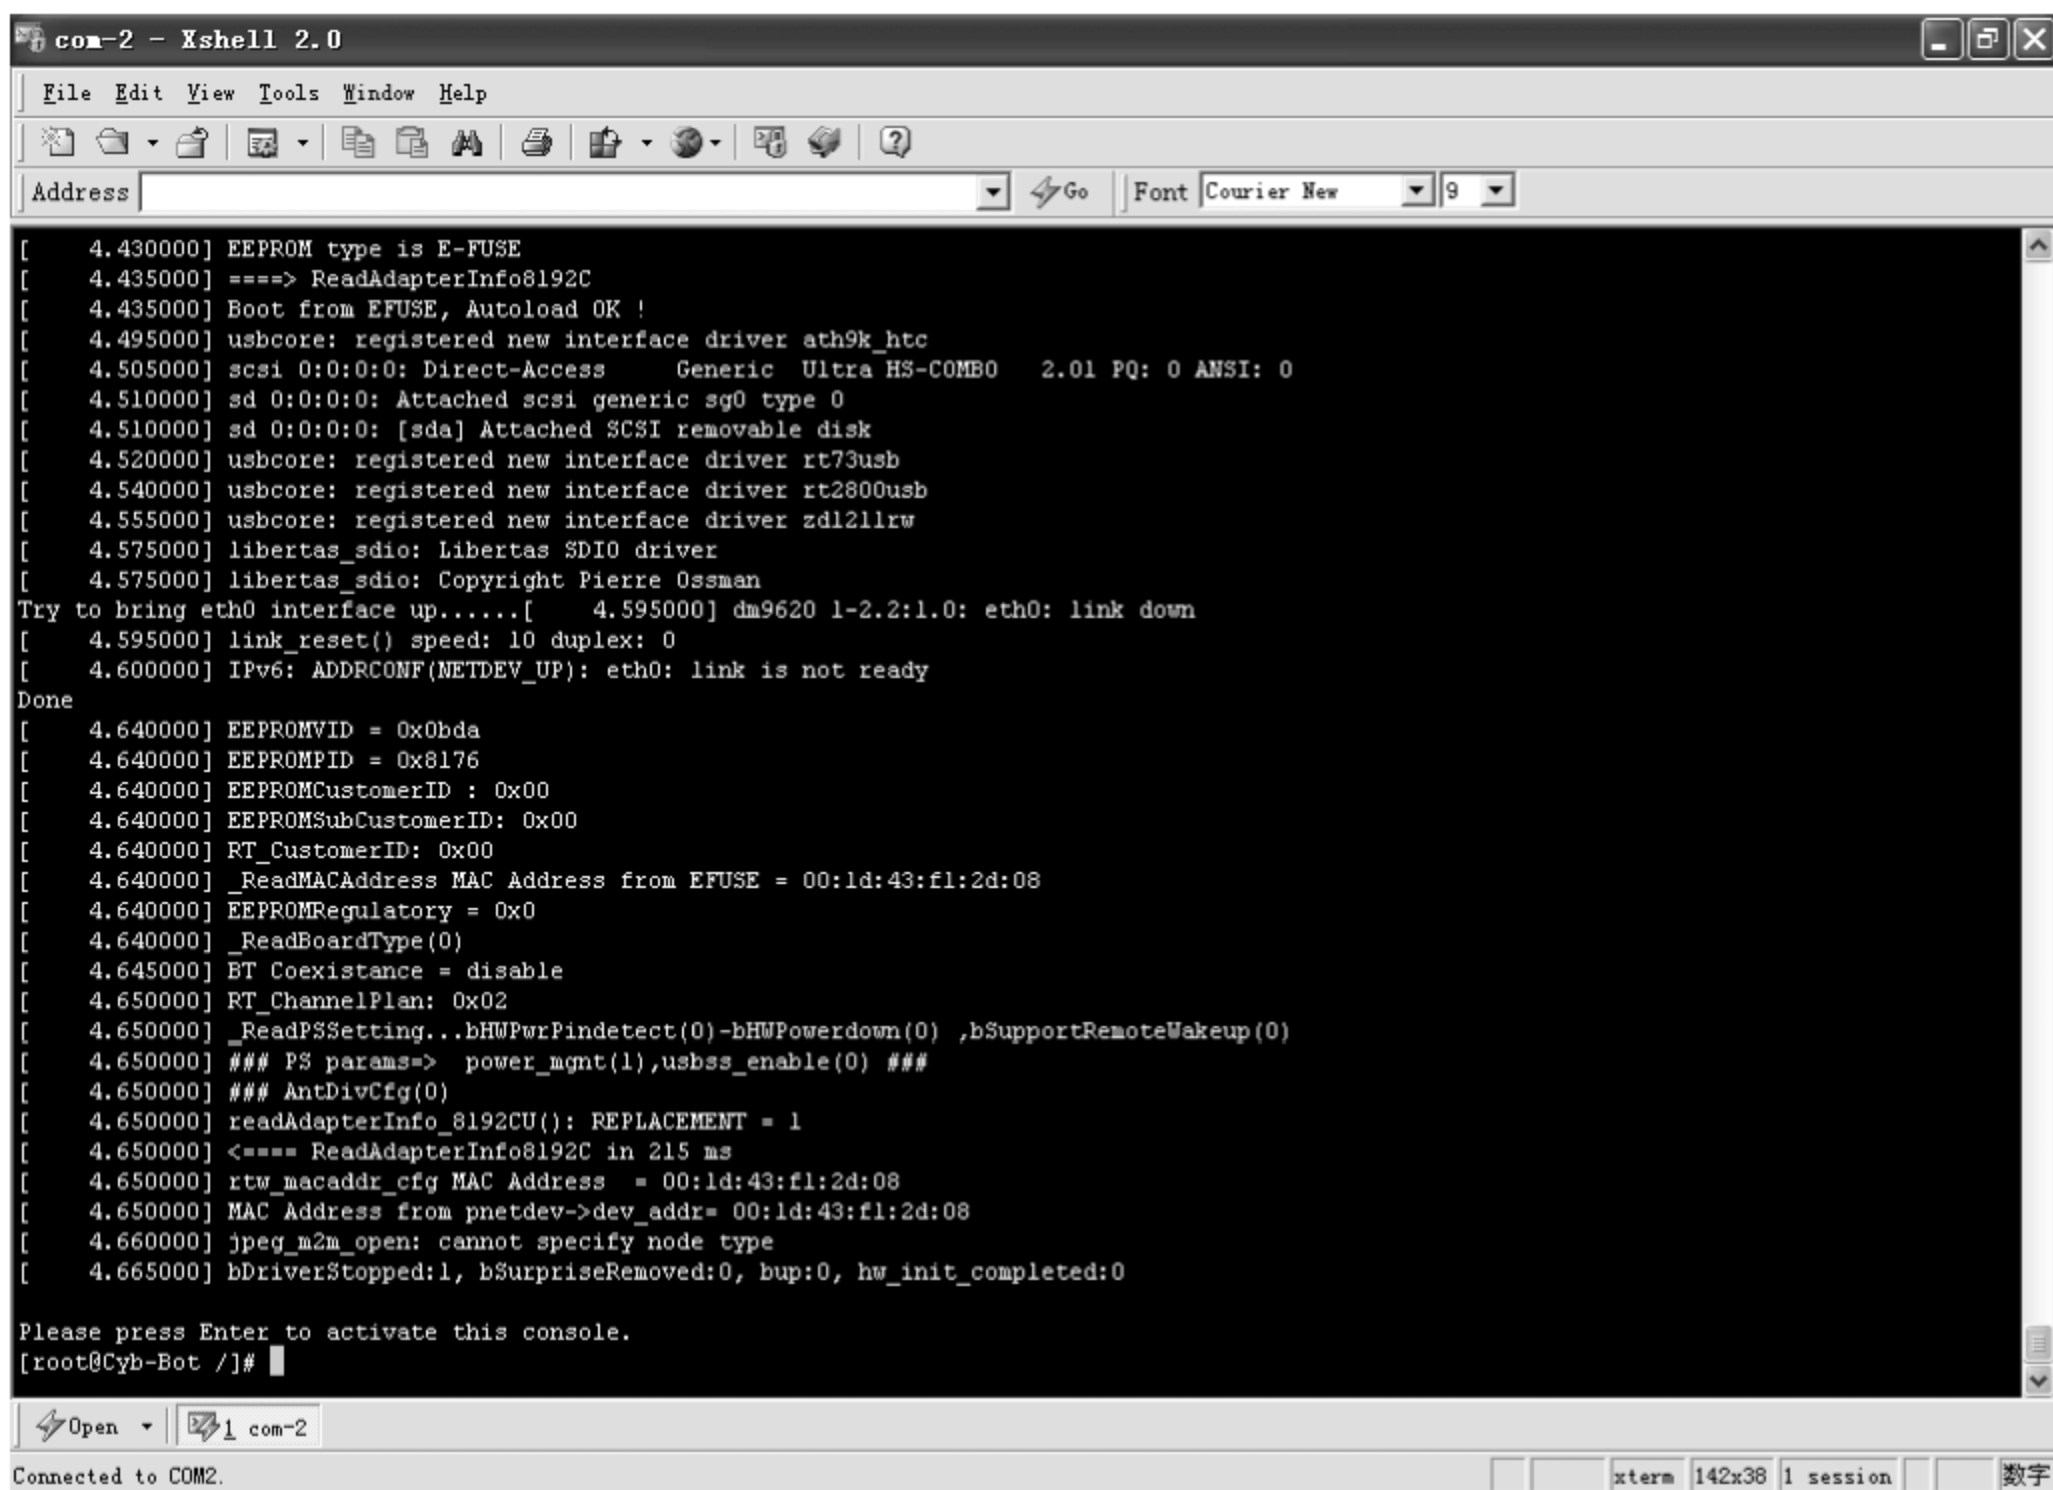 com-2 - Xshell 2.0
File Edit View Tools Window Help
Address Go Font Courier New 9
[    4.430000] EEPROM type is E-FUSE
[    4.435000] ====> ReadAdapterInfo8192C
[    4.435000] Boot from EFUSE, Autoload OK !
[    4.495000] usbcore: registered new interface driver ath9k_htc
[    4.505000] scsi 0:0:0:0: Direct-Access     Generic  Ultra HS-COMBO   2.01 PQ: 0 ANSI: 0
[    4.510000] sd 0:0:0:0: Attached scsi generic sg0 type 0
[    4.510000] sd 0:0:0:0: [sda] Attached SCSI removable disk
[    4.520000] usbcore: registered new interface driver rt73usb
[    4.540000] usbcore: registered new interface driver rt2800usb
[    4.555000] usbcore: registered new interface driver zd1211rw
[    4.575000] libertas_sdio: Libertas SDIO driver
[    4.575000] libertas_sdio: Copyright Pierre Ossman
Try to bring eth0 interface up......[    4.595000] dm9620 1-2.2:1.0: eth0: link down
[    4.595000] link_reset() speed: 10 duplex: 0
[    4.600000] IPv6: ADDRCONF(NETDEV_UP): eth0: link is not ready
Done
[    4.640000] EEPROMVID = 0x0bda
[    4.640000] EEPROMPID = 0x8176
[    4.640000] EEPROMCustomerID : 0x00
[    4.640000] EEPROMSubCustomerID: 0x00
[    4.640000] RT_CustomerID: 0x00
[    4.640000] _ReadMACAddress MAC Address from EFUSE = 00:1d:43:f1:2d:08
[    4.640000] EEPROMRegulatory = 0x0
[    4.640000] _ReadBoardType(0)
[    4.645000] BT Coexistance = disable
[    4.650000] RT_ChannelPlan: 0x02
[    4.650000] _ReadPSSetting...bHWPwrPindetect(0)-bHWPowerdown(0) ,bSupportRemoteWakeup(0)
[    4.650000] ### PS params=>  power_mgnt(1),usbss_enable(0) ###
[    4.650000] ### AntDivCfg(0)
[    4.650000] readAdapterInfo_8192CU(): REPLACEMENT = 1
[    4.650000] <==== ReadAdapterInfo8192C in 215 ms
[    4.650000] rtw_macaddr_cfg MAC Address  = 00:1d:43:f1:2d:08
[    4.650000] MAC Address from pnetdev->dev_addr= 00:1d:43:f1:2d:08
[    4.660000] jpeg_m2m_open: cannot specify node type
[    4.665000] bDriverStopped:1, bSurpriseRemoved:0, bup:0, hw_init_completed:0
Please press Enter to activate this console.
[root@Cyb-Bot /]#
Open 1 com-2
Connected to COM2. xterm 142x38 1 session 数字